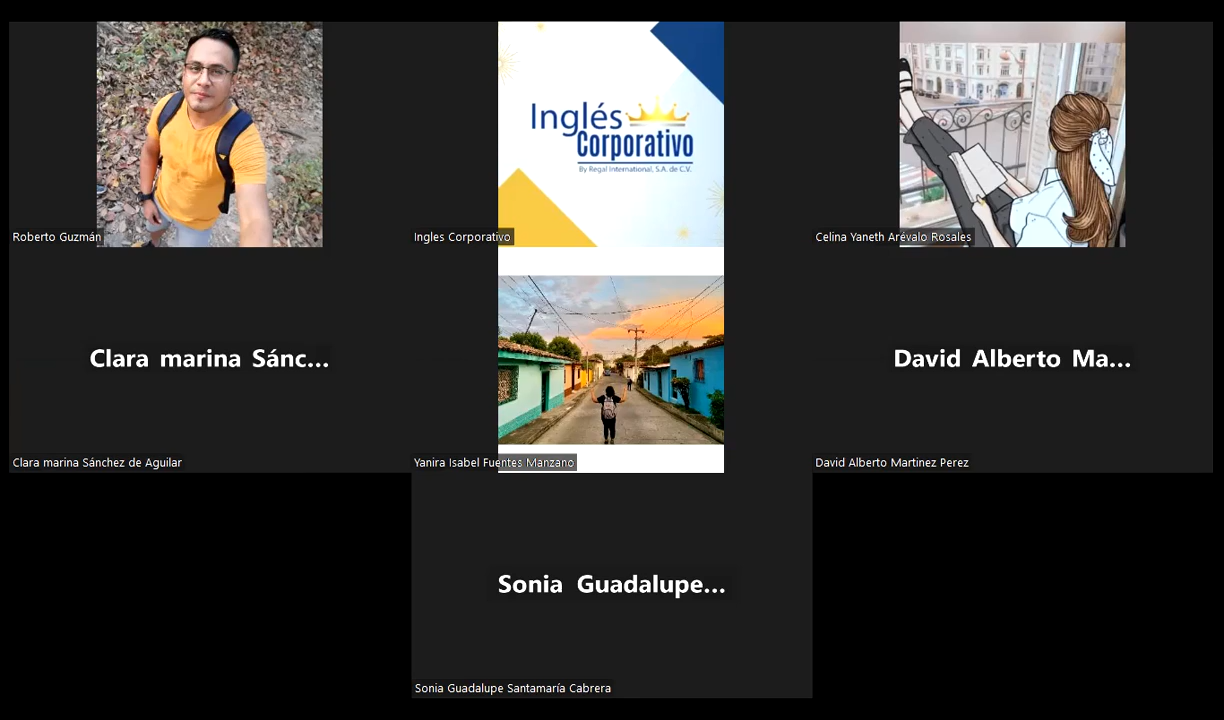 Inglés
Corporativo
By Regal International, S.A. de C.V.
Roberto Guzmán
Ingles Corporativo
Celina Yaneth Arévalo Rosales
Clara marina Sánc...
David Alberto Ma...
Clara marina Sánchez de Aguilar
Yanira Isabel Fuentes Manzano
David Alberto Martinez Perez
Sonia Guadalupe...
Sonia Guadalupe Santamaría Cabrera